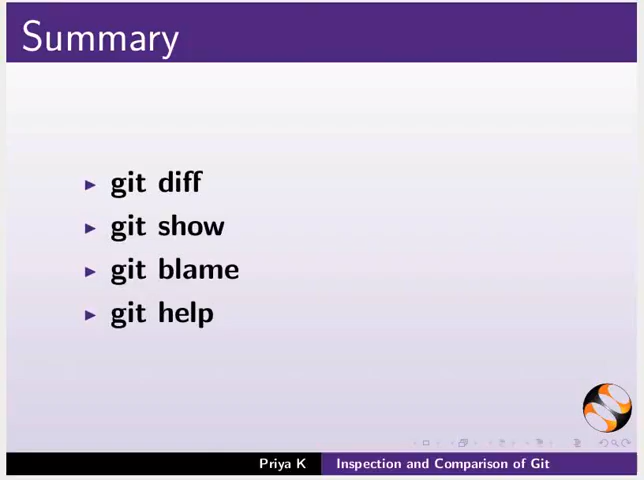 Summary
git diff
git show
git blame
git help
Priya K
Inspection and Comparison of Git